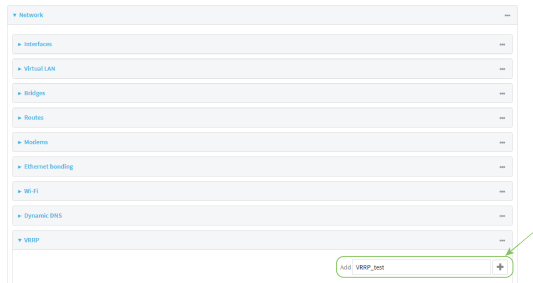 Network
Interfaces
Virtual LAN
Bridges
Routes
Modems
Ethernet bonding
Wi-Fi
Dynamic DNS
VRRP
Add VRRP_test